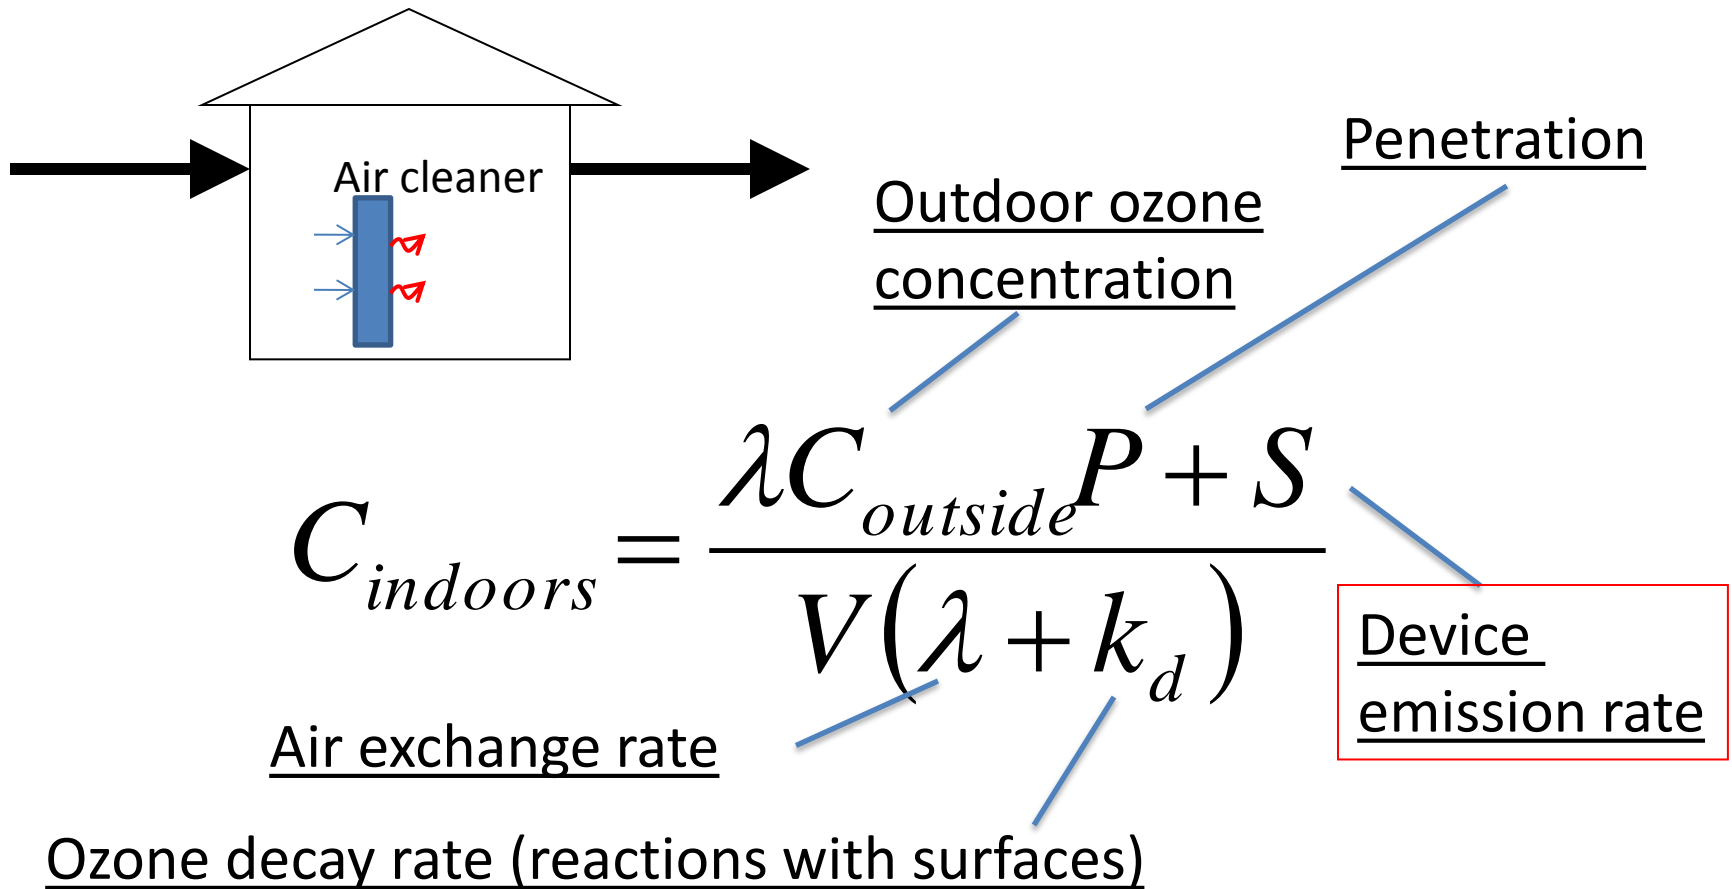 Air cleaner
Penetration
Outdoor ozone
concentration
C_indoors = (λC_outside P + S) / (V(λ + k_d))
Device
emission rate
Air exchange rate
Ozone decay rate (reactions with surfaces)